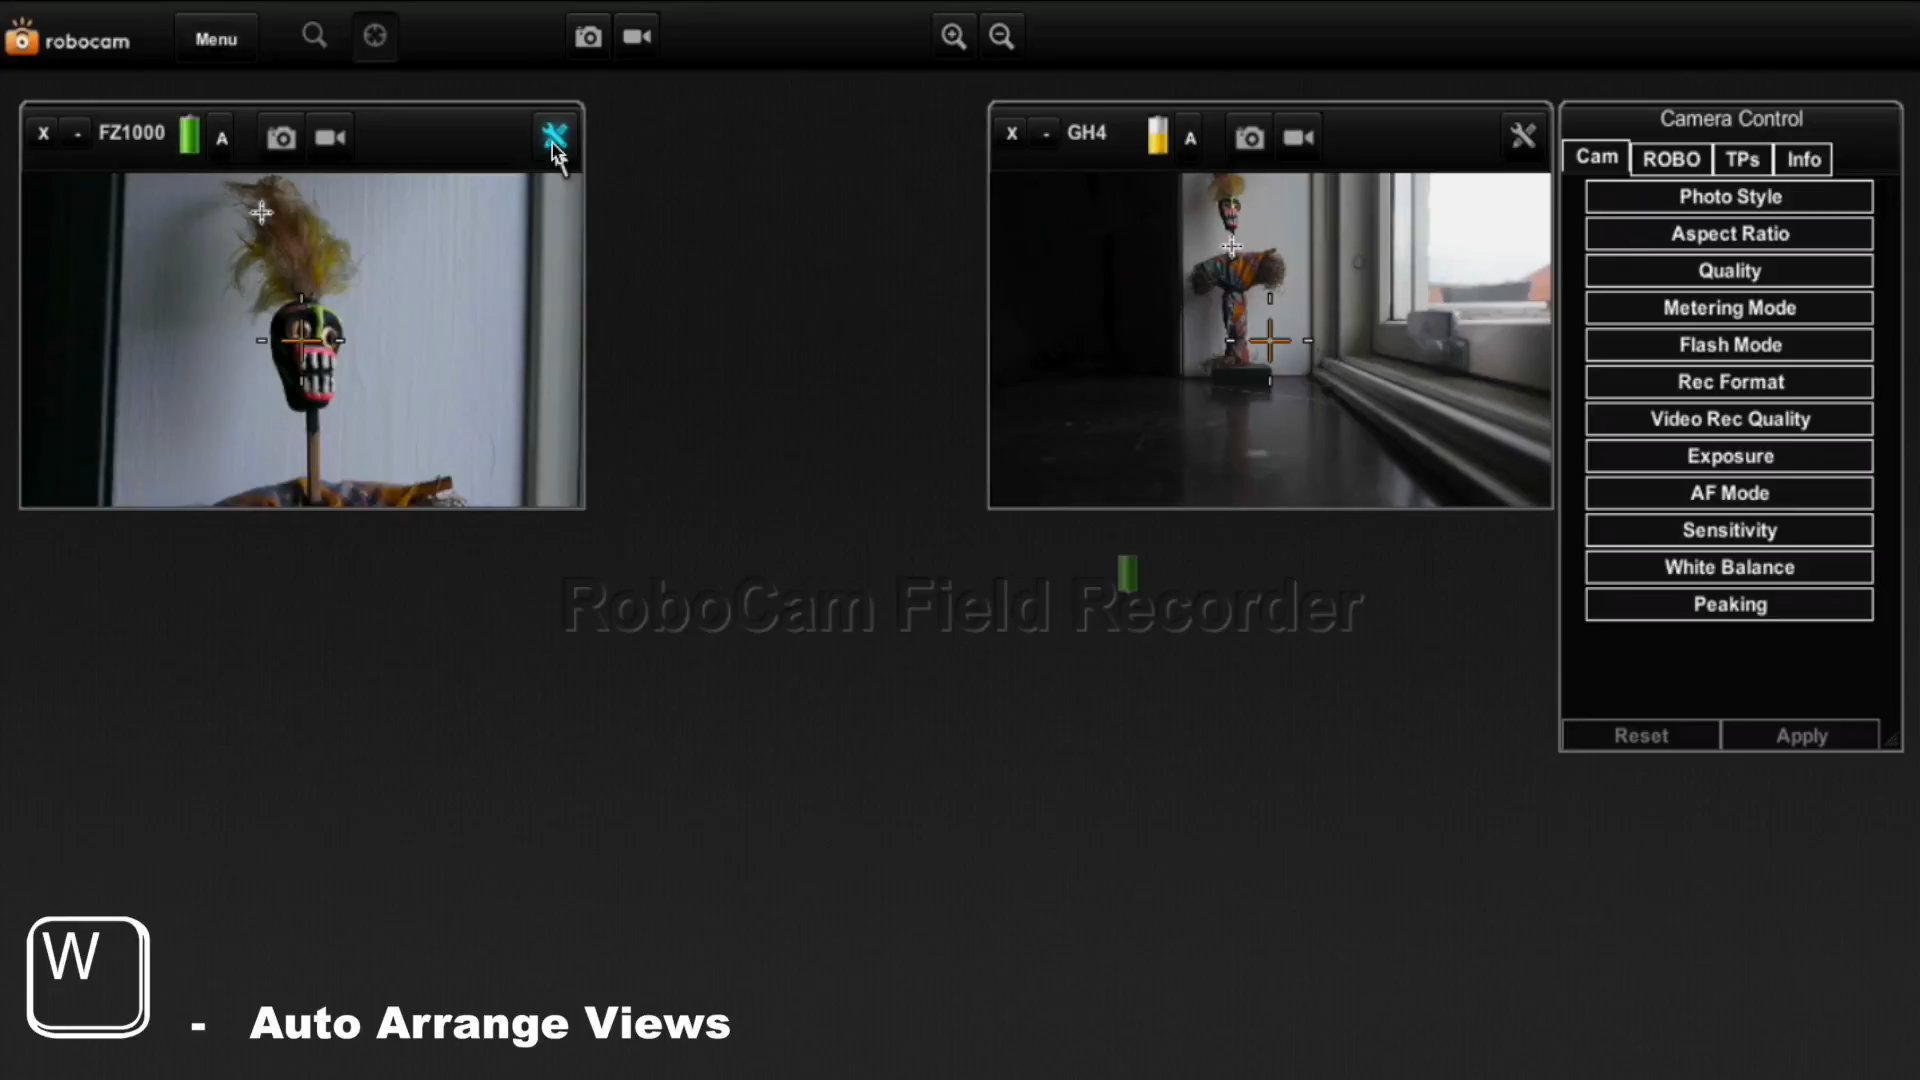 robocam
Menu
X - FZ1000 A
X - GH4 A
Camera Control
Cam ROBO TPs Info
Photo Style
Aspect Ratio
Quality
Metering Mode
Flash Mode
Rec Format
Video Rec Quality
Exposure
AF Mode
Sensitivity
White Balance
Peaking
Reset Apply
RoboCam Field Recorder
W - Auto Arrange Views